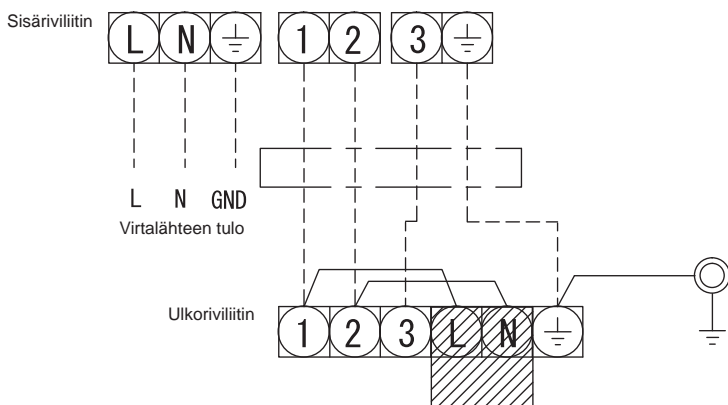 Sisäriviliitin
L N 1 2 3
L N GND
Virtalähteen tulo
Ulkoriviliitin
1 2 3 L N